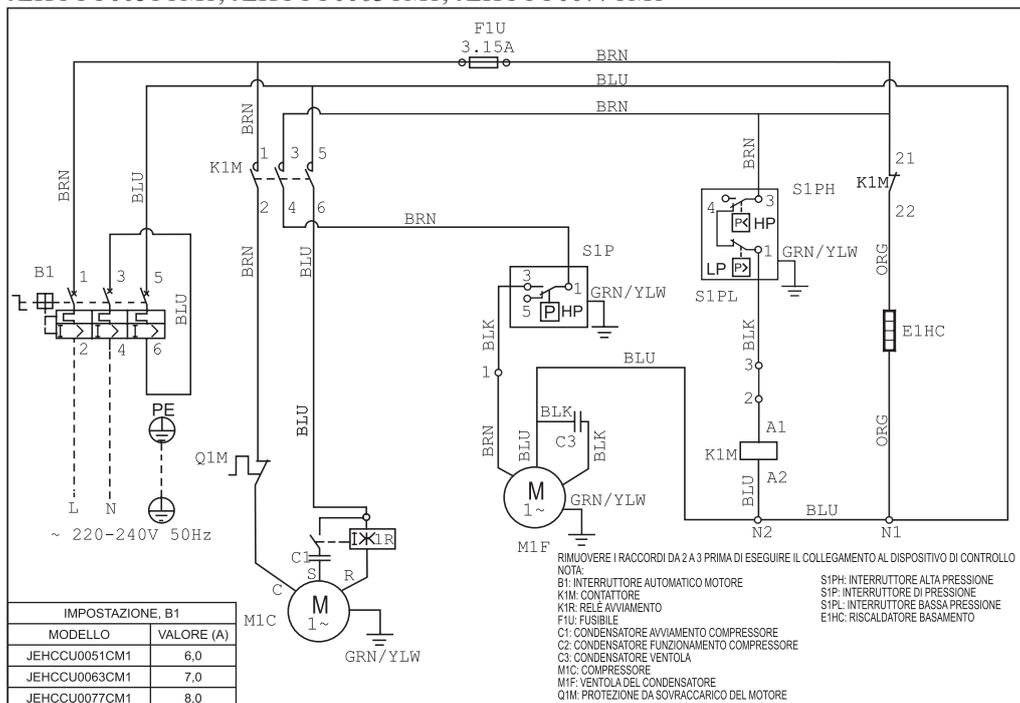 F1U
3.15A
BRN
BLU
BRN
BRN
BRN
BLU
BRN
K1M
1 3 5
2 4 6
BRN
BRN
BLU
BLU
B1
1 3 5
2 4 6
BLU
PE
L N
~ 220-240V 50Hz
Q1M
BLU
C1
1R
S
R
C
M
1~
M1C
GRN/YLW
S1P
3
1
5
P HP
GRN/YLW
BLK
1
BRN
BLU
BLK
C3
BLK
BLU
M
1~
GRN/YLW
M1F
S1PH
4
3
P< HP
1
LP P>
S1PL
GRN/YLW
BLK
3
2
A1
K1M
A2
BLU
N2
BLU
N1
21
K1M
22
ORG
E1HC
ORG
RIMUOVERE I RACCORDI DA 2 A 3 PRIMA DI ESEGUIRE IL COLLEGAMENTO AL DISPOSITIVO DI CONTROLLO
NOTA:
B1: INTERRUTTORE AUTOMATICO MOTORE
K1M: CONTATTORE
K1R: RELÈ AVVIAMENTO
F1U: FUSIBILE
C1: CONDENSATORE AVVIAMENTO COMPRESSORE
C2: CONDENSATORE FUNZIONAMENTO COMPRESSORE
C3: CONDENSATORE VENTOLA
M1C: COMPRESSORE
M1F: VENTOLA DEL CONDENSATORE
Q1M: PROTEZIONE DA SOVRACCARICO DEL MOTORE
S1PH: INTERRUTTORE ALTA PRESSIONE
S1P: INTERRUTTORE DI PRESSIONE
S1PL: INTERRUTTORE BASSA PRESSIONE
E1HC: RISCALDATORE BASAMENTO
IMPOSTAZIONE, B1
MODELLO VALORE (A)
JEHCCU0051CM1 6,0
JEHCCU0063CM1 7,0
JEHCCU0077CM1 8,0